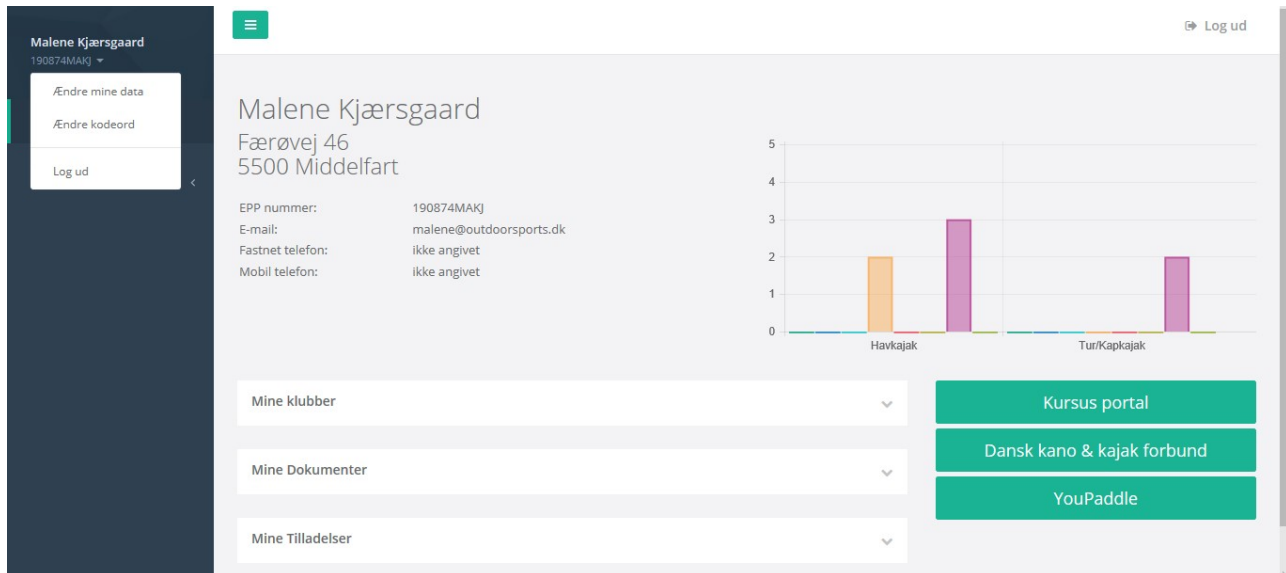 Malene Kjærsgaard
190874MAKJ
Ændre mine data
Ændre kodeord
Log ud
Log ud
Malene Kjærsgaard
Færøvej 46
5500 Middelfart
EPP nummer: 190874MAKJ
E-mail: malene@outdoorsports.dk
Fastnet telefon: ikke angivet
Mobil telefon: ikke angivet
5
4
3
2
1
0
Havkajak Tur/Kapkajak
Mine klubber
Mine Dokumenter
Mine Tilladelser
Kursus portal
Dansk kano & kajak forbund
YouPaddle